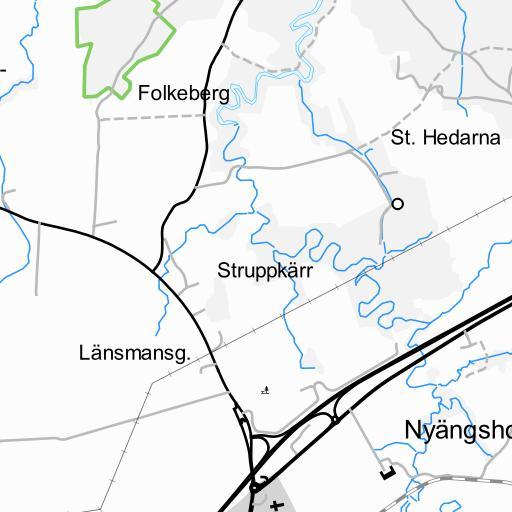 Folkeberg
St. Hedarna
Struppkärr
Länsmansg.
Nyängsho